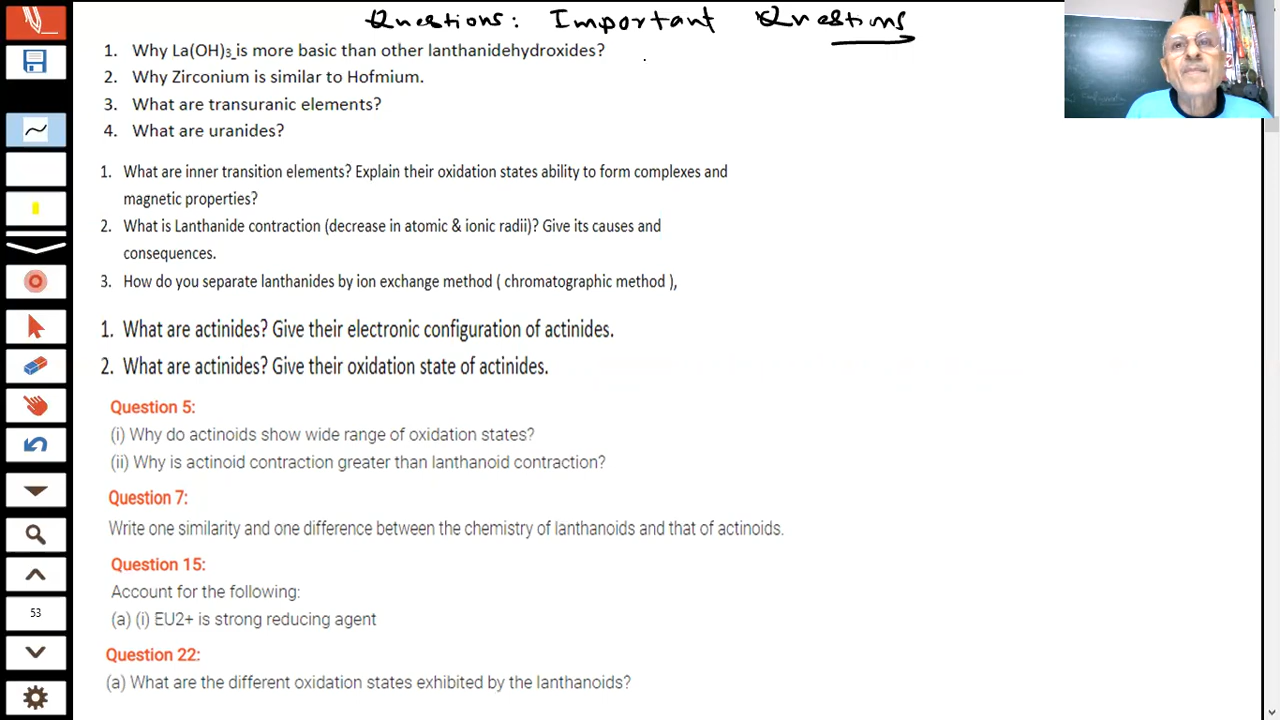 Questions: Important Questions
1. Why La(OH)3 is more basic than other lanthanidehydroxides?
2. Why Zirconium is similar to Hofmium.
3. What are transuranic elements?
4. What are uranides?
1. What are inner transition elements? Explain their oxidation states ability to form complexes and
magnetic properties?
2. What is Lanthanide contraction (decrease in atomic & ionic radii)? Give its causes and
consequences.
3. How do you separate lanthanides by ion exchange method ( chromatographic method ),
1. What are actinides? Give their electronic configuration of actinides.
2. What are actinides? Give their oxidation state of actinides.
Question 5:
(i) Why do actinoids show wide range of oxidation states?
(ii) Why is actinoid contraction greater than lanthanoid contraction?
Question 7:
Write one similarity and one difference between the chemistry of lanthanoids and that of actinoids.
Question 15:
Account for the following:
(a) (i) EU2+ is strong reducing agent
53
Question 22:
(a) What are the different oxidation states exhibited by the lanthanoids?